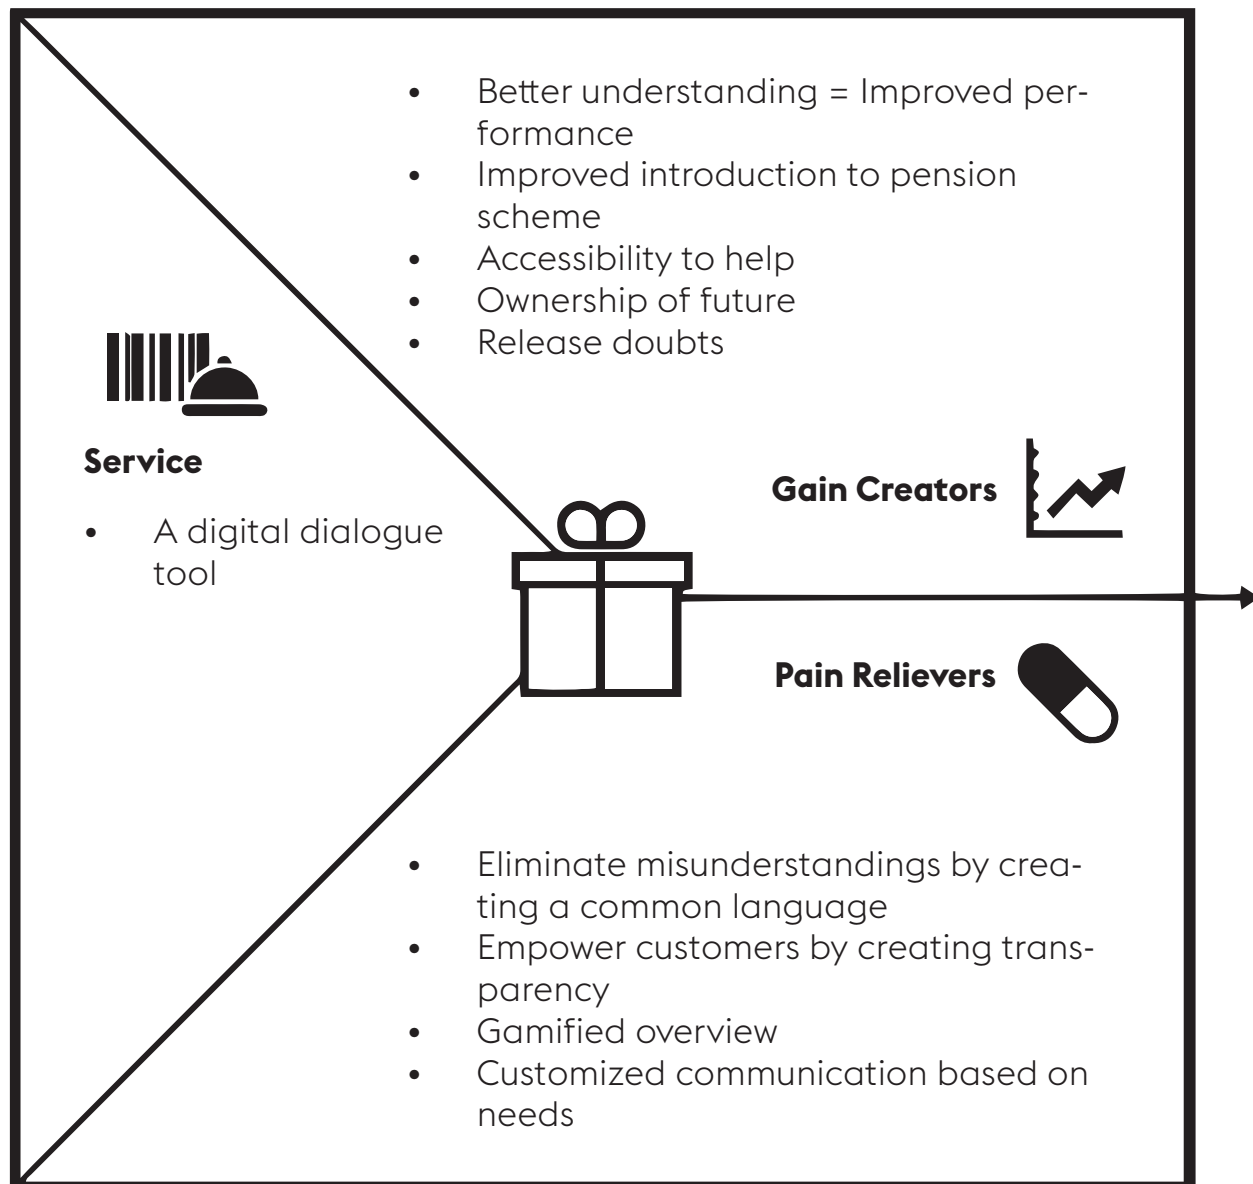 • Better understanding = Improved per-
formance
• Improved introduction to pension
scheme
• Accessibility to help
• Ownership of future
• Release doubts
Service
• A digital dialogue
tool
Gain Creators
Pain Relievers
• Eliminate misunderstandings by crea-
ting a common language
• Empower customers by creating trans-
parency
• Gamified overview
• Customized communication based on
needs